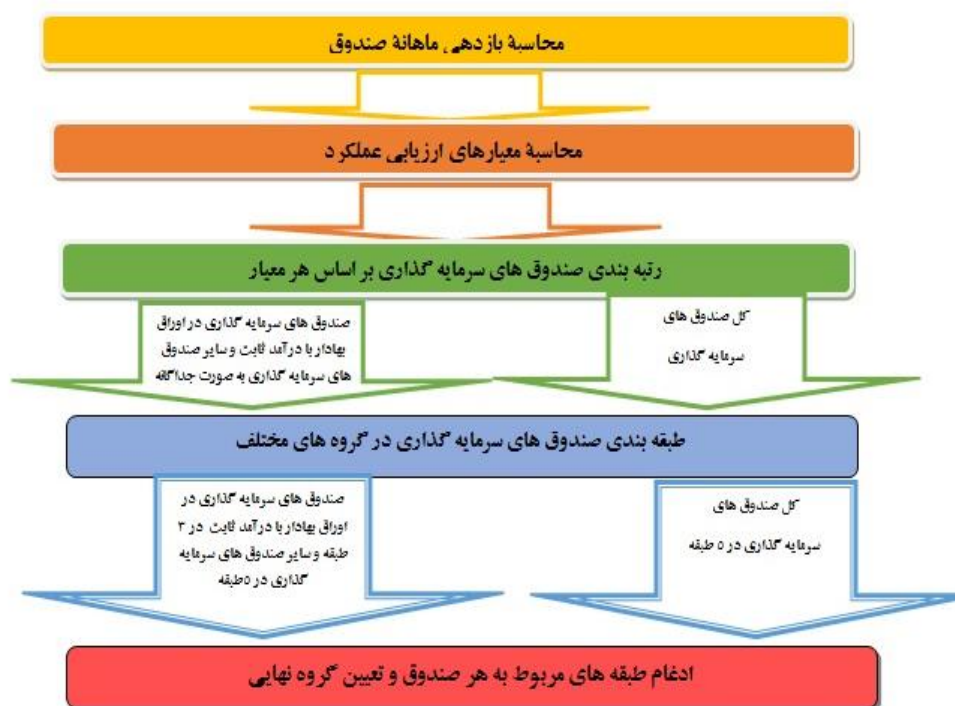 محاسبۀ بازدهی ماهانۀ صندوق
محاسبۀ معیارهای ارزیابی عملکرد
رتبه بندی صندوق های سرمایه گذاری بر اساس هر معیار
کل صندوق های
سرمایه گذاری
صندوق های سرمایه گذاری در اوراق
بهادار با درآمد ثابت و سایر صندوق
های سرمایه گذاری به صورت جداگانه
طبقه بندی صندوق های سرمایه گذاری در گروه های مختلف
کل صندوق های
سرمایه گذاری در ۵ طبقه
صندوق های سرمایه گذاری در
اوراق بهادار با درآمد ثابت در ۳
طبقه و سایر صندوق های سرمایه
گذاری در ۵طبقه
ادغام طبقه های مربوط به هر صندوق و تعیین گروه نهایی